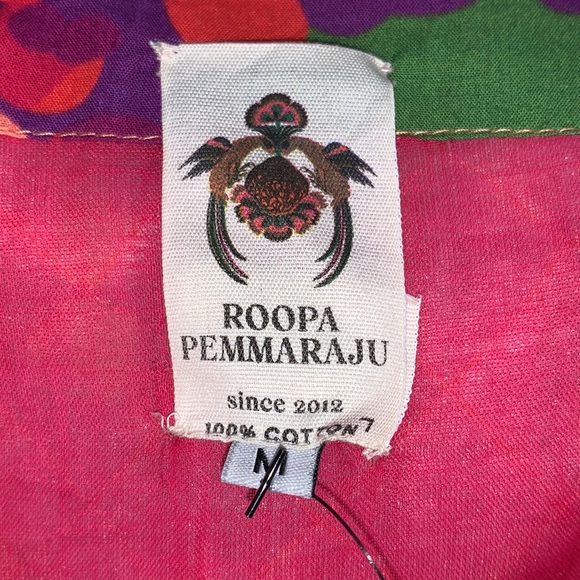 ROOPA
PEMMARAJU
since 2012
100% COTTON
M